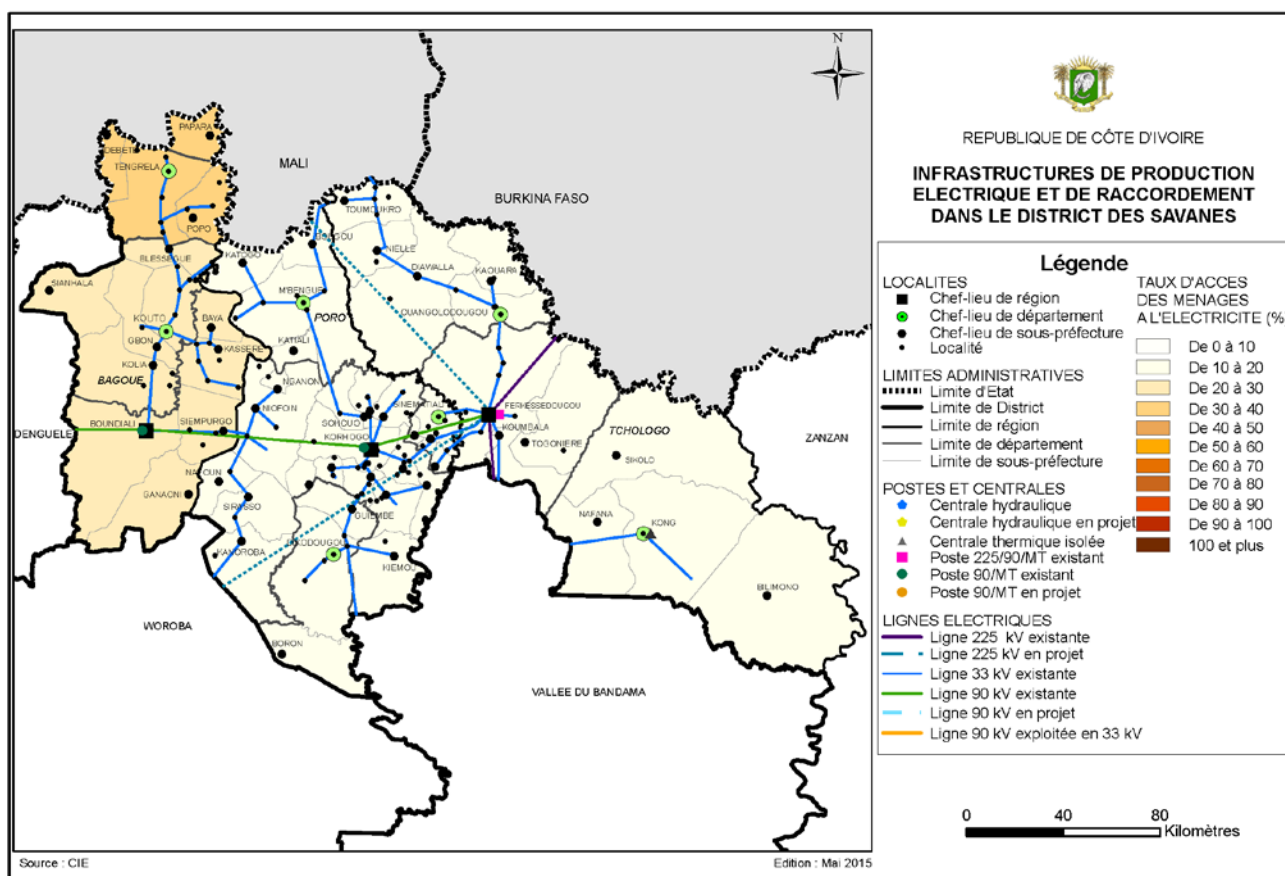 N
REPUBLIQUE DE CÔTE D'IVOIRE
INFRASTRUCTURES DE PRODUCTION
ELECTRIQUE ET DE RACCORDEMENT
DANS LE DISTRICT DES SAVANES
PAPARA
DEBETE
TENGRELA
MALI
BURKINA FASO
TOUMOUKRO
POPO
NIELLE
BLESSEGUE
KATOGO
DIAWALLA
KAOUARA
SIANHALA
M'BENGUE
OUANGOLODOUGOU
KOUTO
BAYA
PORO
GBON
KASSERE
KATIALI
KOLIA
BAGOUE
NGANON
SINEMATIALI
NIOFOIN
FERKESSEDOUGOU
SIEMPURGO
SOHOUO
TCHOLOGO
DENGUELE
BOUNDIALI
KORHOGO
KOUMBALA
ZANZAN
TOGONIERE
SIKOLO
GANAONI
SIRASSO
GUIEMBE
NAFANA
KONG
KANOROBA
KIEMOU
BILIMONO
WOROBA
BORON
VALLEE DU BANDAMA
Source : CIE
Edition : Mai 2015
Légende
LOCALITES
Chef-lieu de région
Chef-lieu de département
Chef-lieu de sous-préfecture
Localité
LIMITES ADMINISTRATIVES
Limite d'Etat
Limite de District
Limite de région
Limite de département
Limite de sous-préfecture
POSTES ET CENTRALES
Centrale hydraulique
Centrale hydraulique en projet
Centrale thermique isolée
Poste 225/90/MT existant
Poste 90/MT existant
Poste 90/MT en projet
LIGNES ELECTRIQUES
Ligne 225 kV existante
Ligne 225 kV en projet
Ligne 33 kV existante
Ligne 90 kV existante
Ligne 90 kV en projet
Ligne 90 kV exploitée en 33 kV
TAUX D'ACCES
DES MENAGES
A L'ELECTRICITE (%
De 0 à 10
De 10 à 20
De 20 à 30
De 30 à 40
De 40 à 50
De 50 à 60
De 60 à 70
De 70 à 80
De 80 à 90
De 90 à 100
100 et plus
0 40 80
Kilomètres